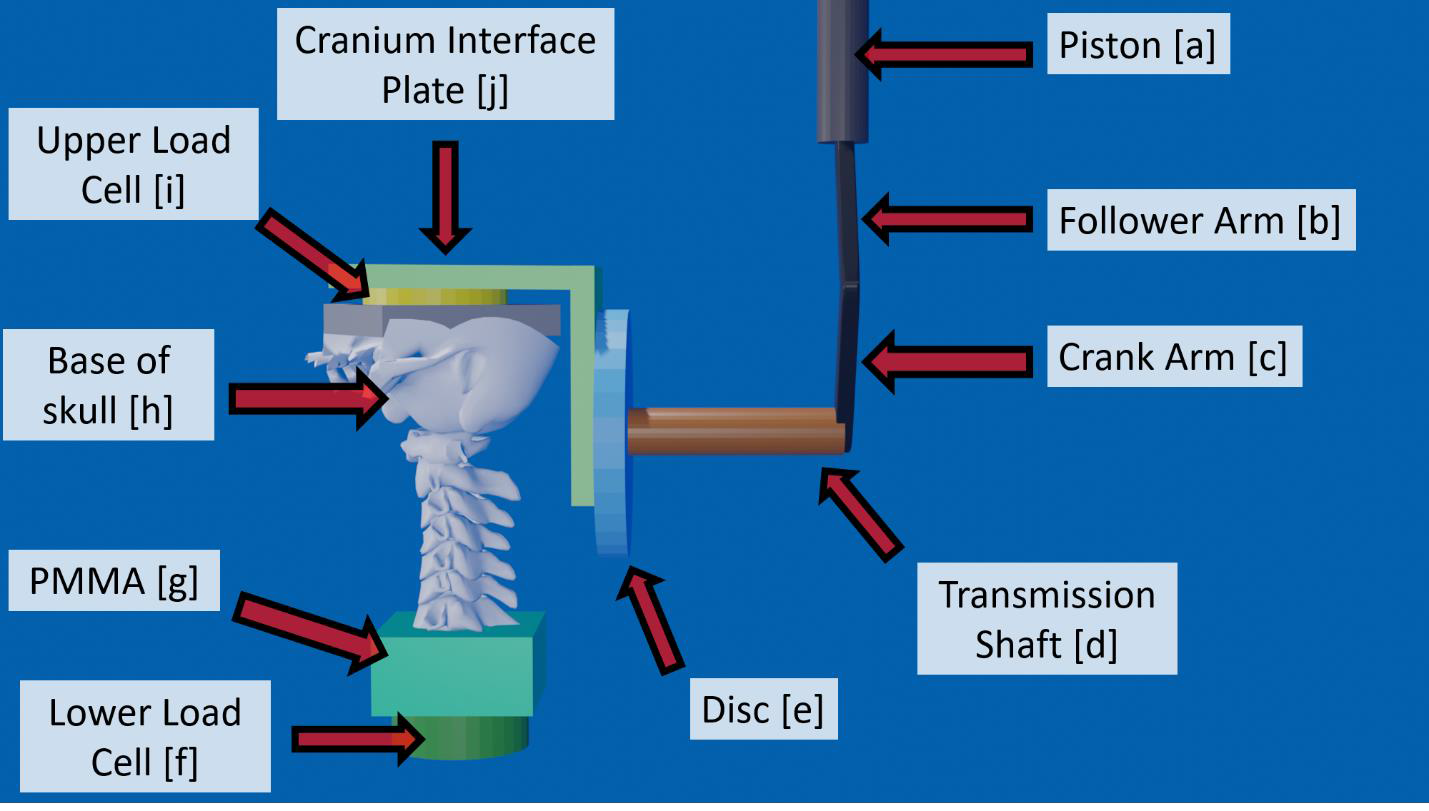 Cranium Interface
Plate [j]
Piston [a]
Upper Load
Cell [i]
Follower Arm [b]
Base of
skull [h]
Crank Arm [c]
PMMA [g]
Transmission
Shaft [d]
Lower Load
Cell [f]
Disc [e]